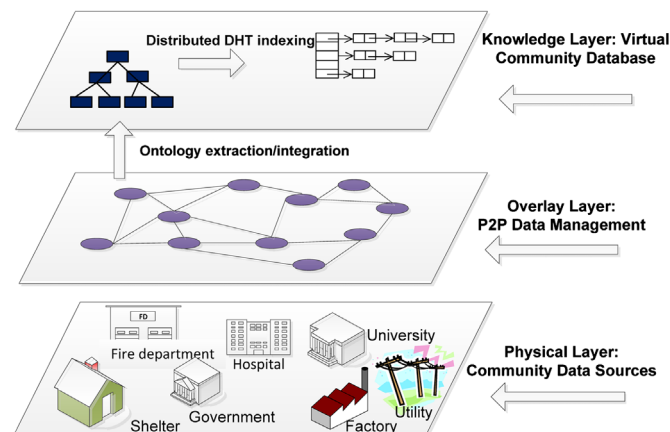 Distributed DHT indexing
Knowledge Layer: Virtual
Community Database
Ontology extraction/integration
Overlay Layer:
P2P Data Management
FD
Fire department
Hospital
University
Physical Layer:
Community Data Sources
Shelter
Government
Factory
Utility